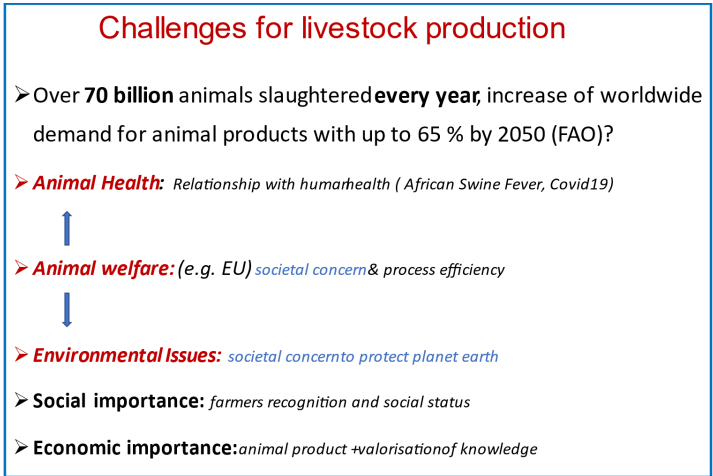 Challenges for livestock production
➢Over 70 billion animals slaughtered every year, increase of worldwide
demand for animal products with up to 65 % by 2050 (FAO)?
➢Animal Health: Relationship with humanhealth ( African Swine Fever, Covid19)
➢Animal welfare: (e.g. EU) societal concern & process efficiency
➢Environmental Issues: societal concernto protect planet earth
➢Social importance: farmers recognition and social status
➢Economic importance:animal product +valorisationof knowledge